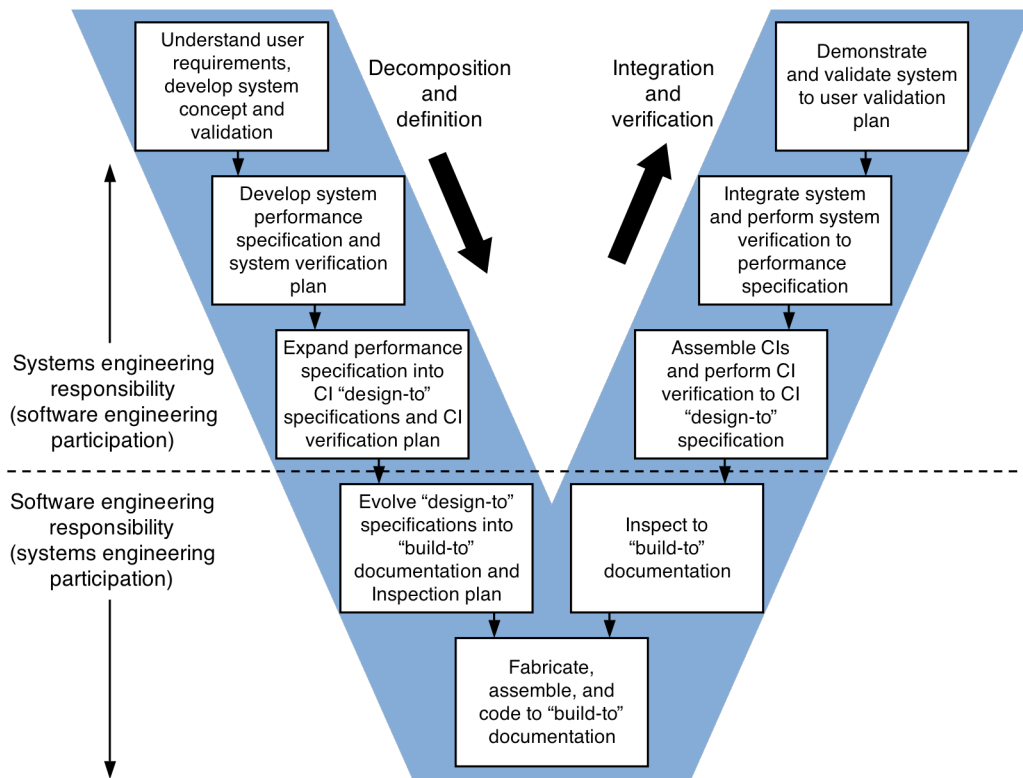 Understand user
requirements,
develop system
concept and
validation
Decomposition
and
definition
Integration
and
verification
Demonstrate
and validate system
to user validation
plan
Develop system
performance
specification and
system verification
plan
Integrate system
and perform system
verification to
performance
specification
Systems engineering
responsibility
(software engineering
participation)
Expand performance
specification into
CI “design-to”
specifications and CI
verification plan
Assemble CIs
and perform CI
verification to CI
“design-to”
specification
Software engineering
responsibility
(systems engineering
participation)
Evolve “design-to”
specifications into
“build-to”
documentation and
Inspection plan
Inspect to
“build-to”
documentation
Fabricate,
assemble, and
code to “build-to”
documentation